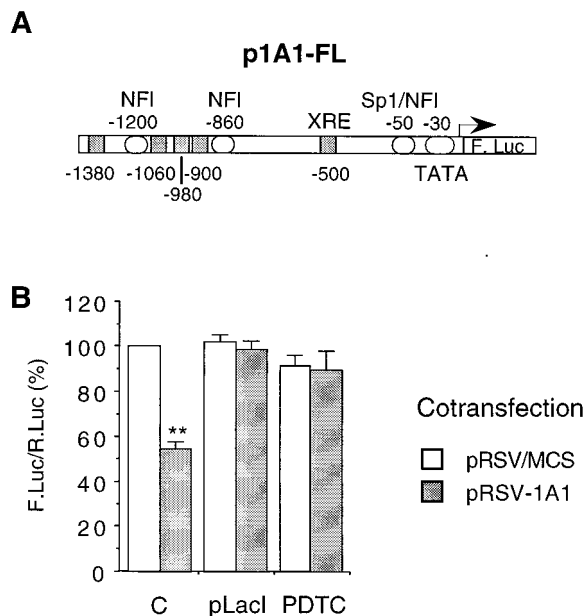 A
p1A1-FL
NFI NFI Sp1/NFI
-1200 -860 XRE -50 -30
F. Luc
-1380 -1060 -900 -500 TATA
-980
B
F.Luc/R.Luc (%)
120
100
80
60
40
20
0
**
C pLacI PDTC
Cotransfection
pRSV/MCS
pRSV-1A1